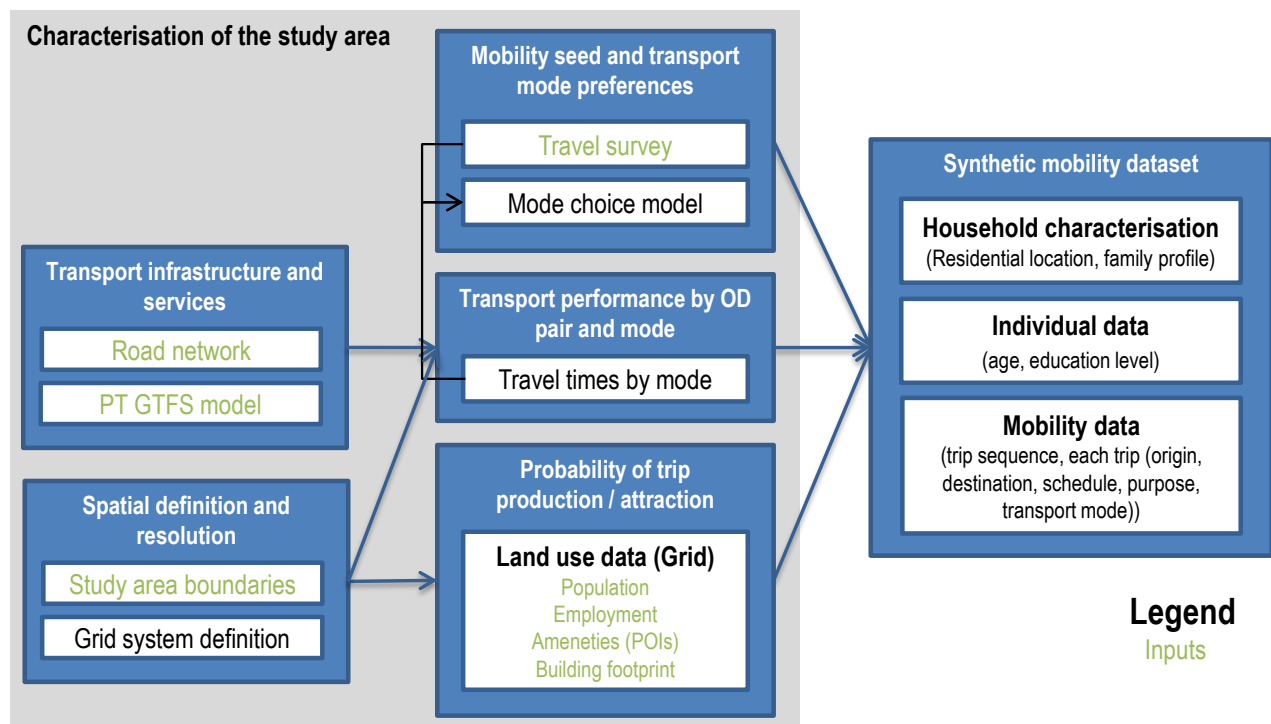 Characterisation of the study area
Mobility seed and transport
mode preferences
Travel survey
Mode choice model
Transport infrastructure and
services
Road network
PT GTFS model
Transport performance by OD
pair and mode
Travel times by mode
Spatial definition and
resolution
Study area boundaries
Grid system definition
Probability of trip
production / attraction
Land use data (Grid)
Population
Employment
Ameneties (POIs)
Building footprint
Synthetic mobility dataset
Household characterisation
(Residential location, family profile)
Individual data
(age, education level)
Mobility data
(trip sequence, each trip (origin,
destination, schedule, purpose,
transport mode))
Legend
Inputs